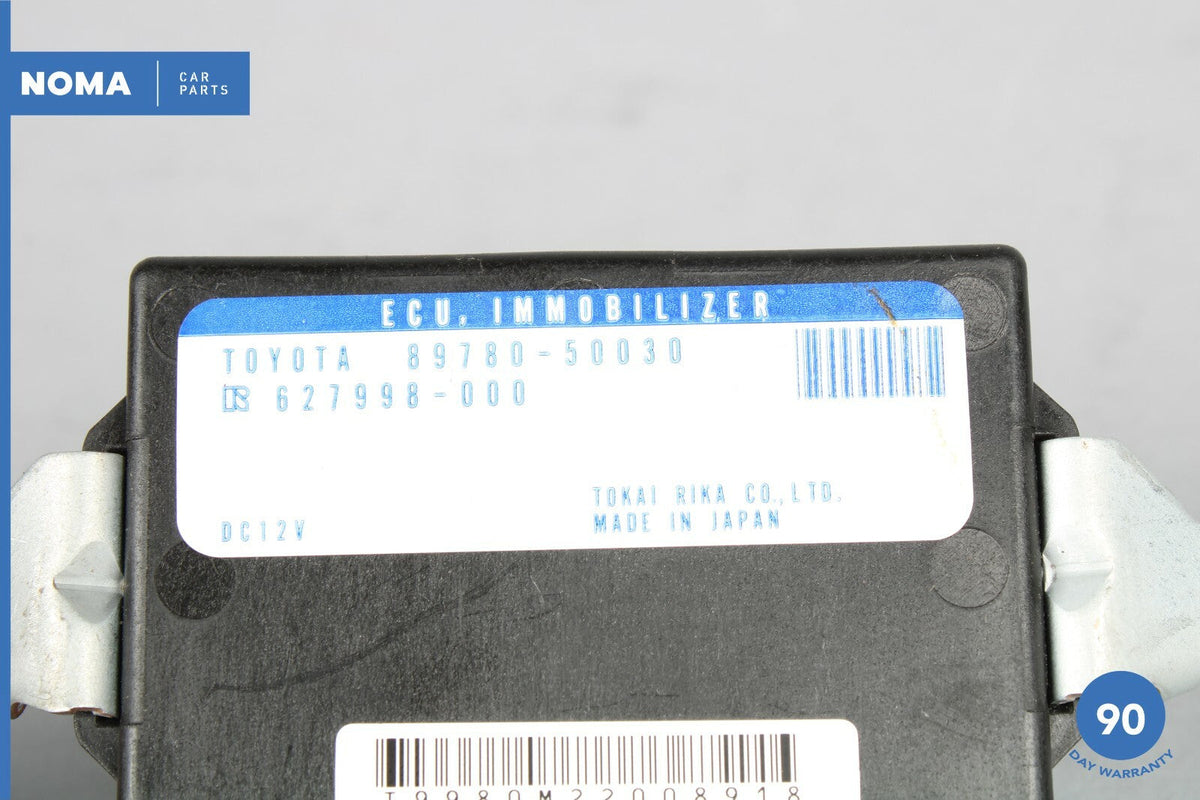 NOMA
CAR
PARTS
ECU, IMMOBILIZER
TOYOTA 89780-50030
627998-000
TOKAI RIKA CO., LTD.
DC12V
MADE IN JAPAN
T9980M22008918
90
DAY WARRANTY